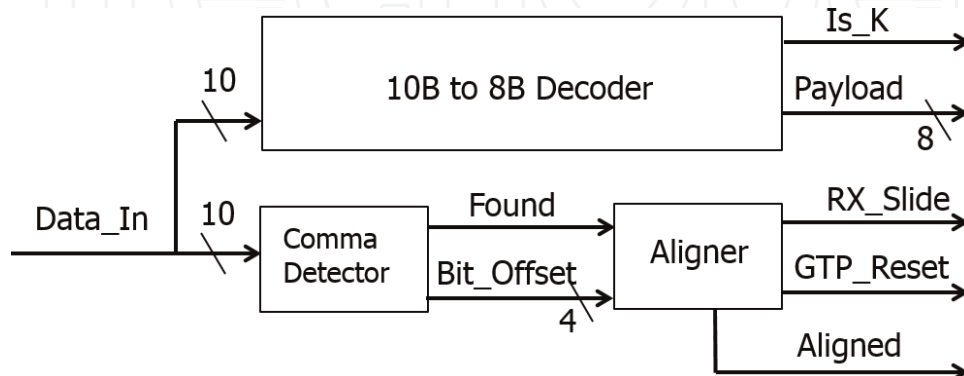 Is_K
10
10B to 8B Decoder
Payload
8
Data_In
10
Comma
Detector
Found
Bit_Offset
4
Aligner
RX_Slide
GTP_Reset
Aligned